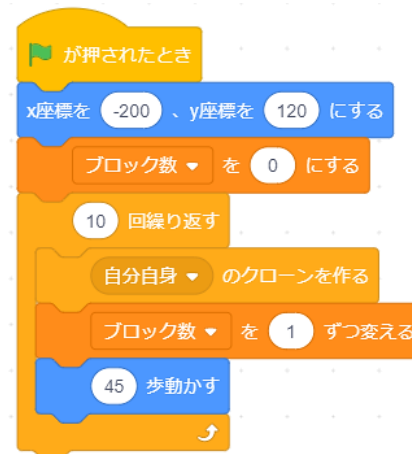 が押されたとき
x座標を -200 、y座標を 120 にする
ブロック数 を 0 にする
10 回繰り返す
自分自身 のクローンを作る
ブロック数 を 1 ずつ変える
45 歩動かす